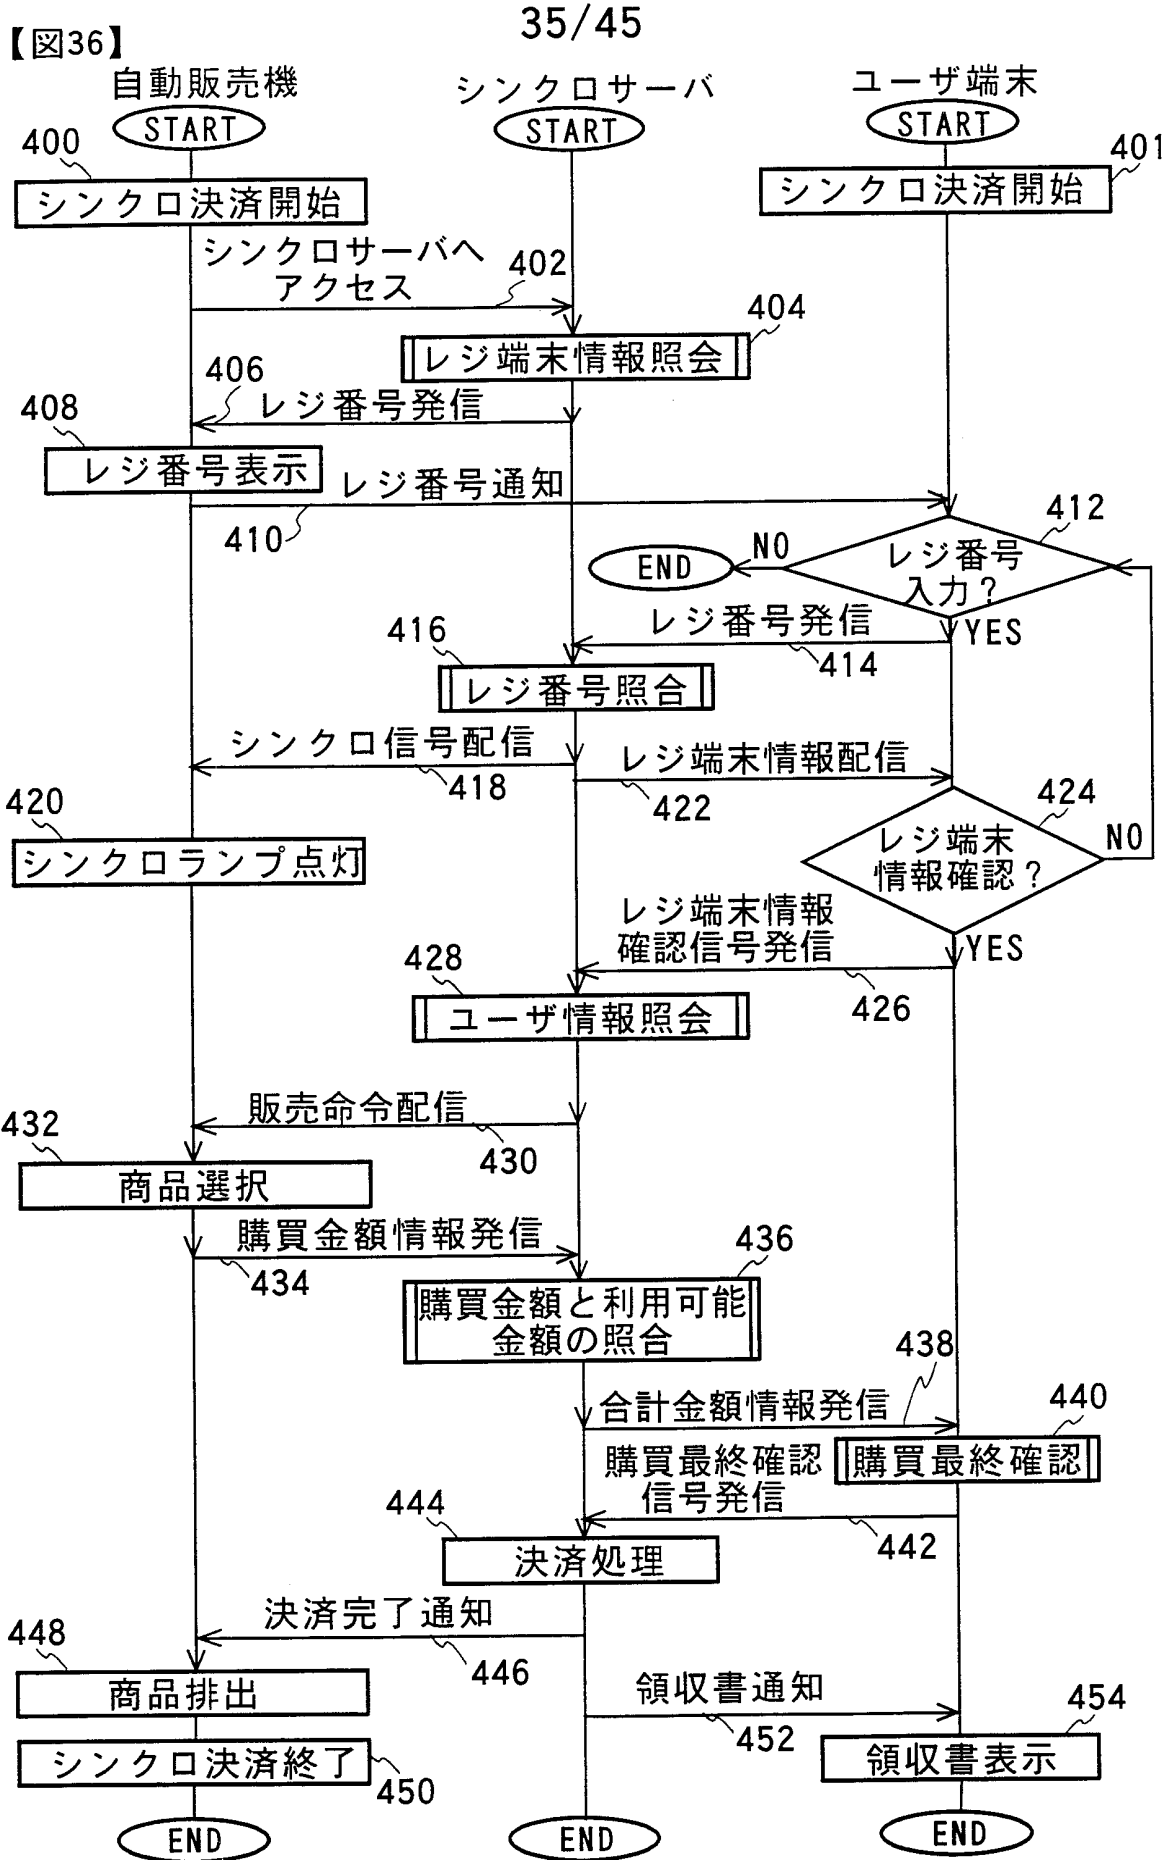 35/45
【図36】
自動販売機
シンクロサーバ
ユーザ端末
START
START
START
400
401
シンクロ決済開始
シンクロ決済開始
シンクロサーバへ
アクセス
402
404
レジ端末情報照会
406
レジ番号発信
408
レジ番号表示
レジ番号通知
410
412
レジ番号
入力?
NO
END
YES
レジ番号発信
414
416
レジ番号照合
シンクロ信号配信
418
レジ端末情報配信
422
420
シンクロランプ点灯
424
レジ端末
情報確認?
NO
YES
レジ端末情報
確認信号発信
426
428
ユーザ情報照会
販売命令配信
430
432
商品選択
購買金額情報発信
434
436
購買金額と利用可能
金額の照合
438
合計金額情報発信
440
購買最終確認
購買最終確認
信号発信
442
444
決済処理
決済完了通知
446
448
商品排出
領収書通知
452
454
領収書表示
シンクロ決済終了
450
END
END
END